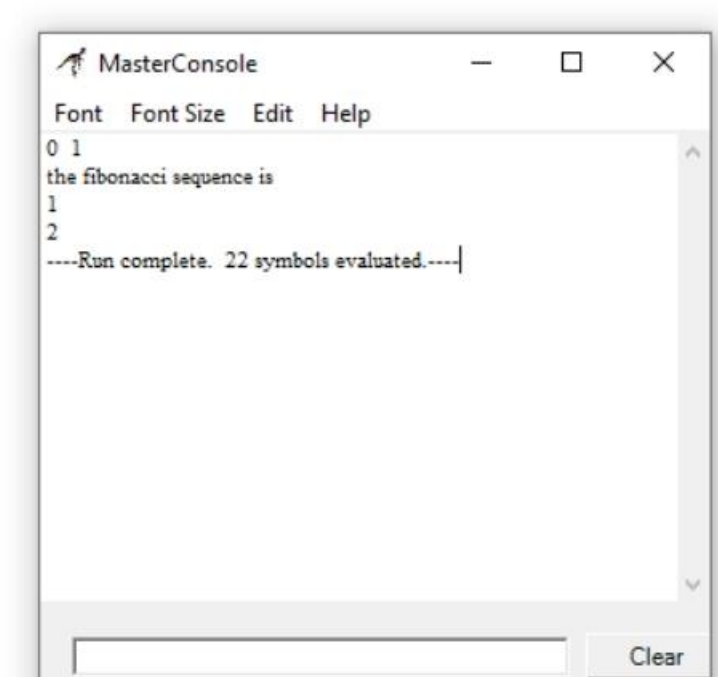 MasterConsole
Font Font Size Edit Help
0 1
the fibonacci sequence is
1
2
----Run complete. 22 symbols evaluated.----
Clear